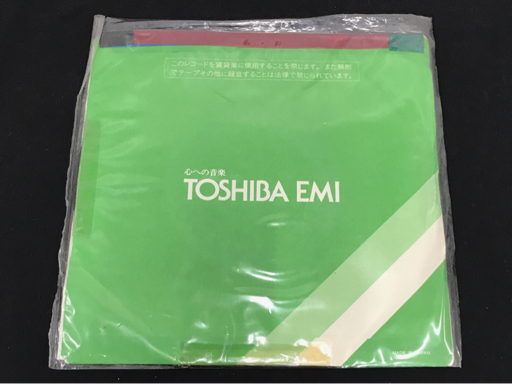 このレコードを賃貸業に使用することを禁じます。また無断
でテープその他に録音することは法律で禁じられています。
心への音楽
TOSHIBA EMI